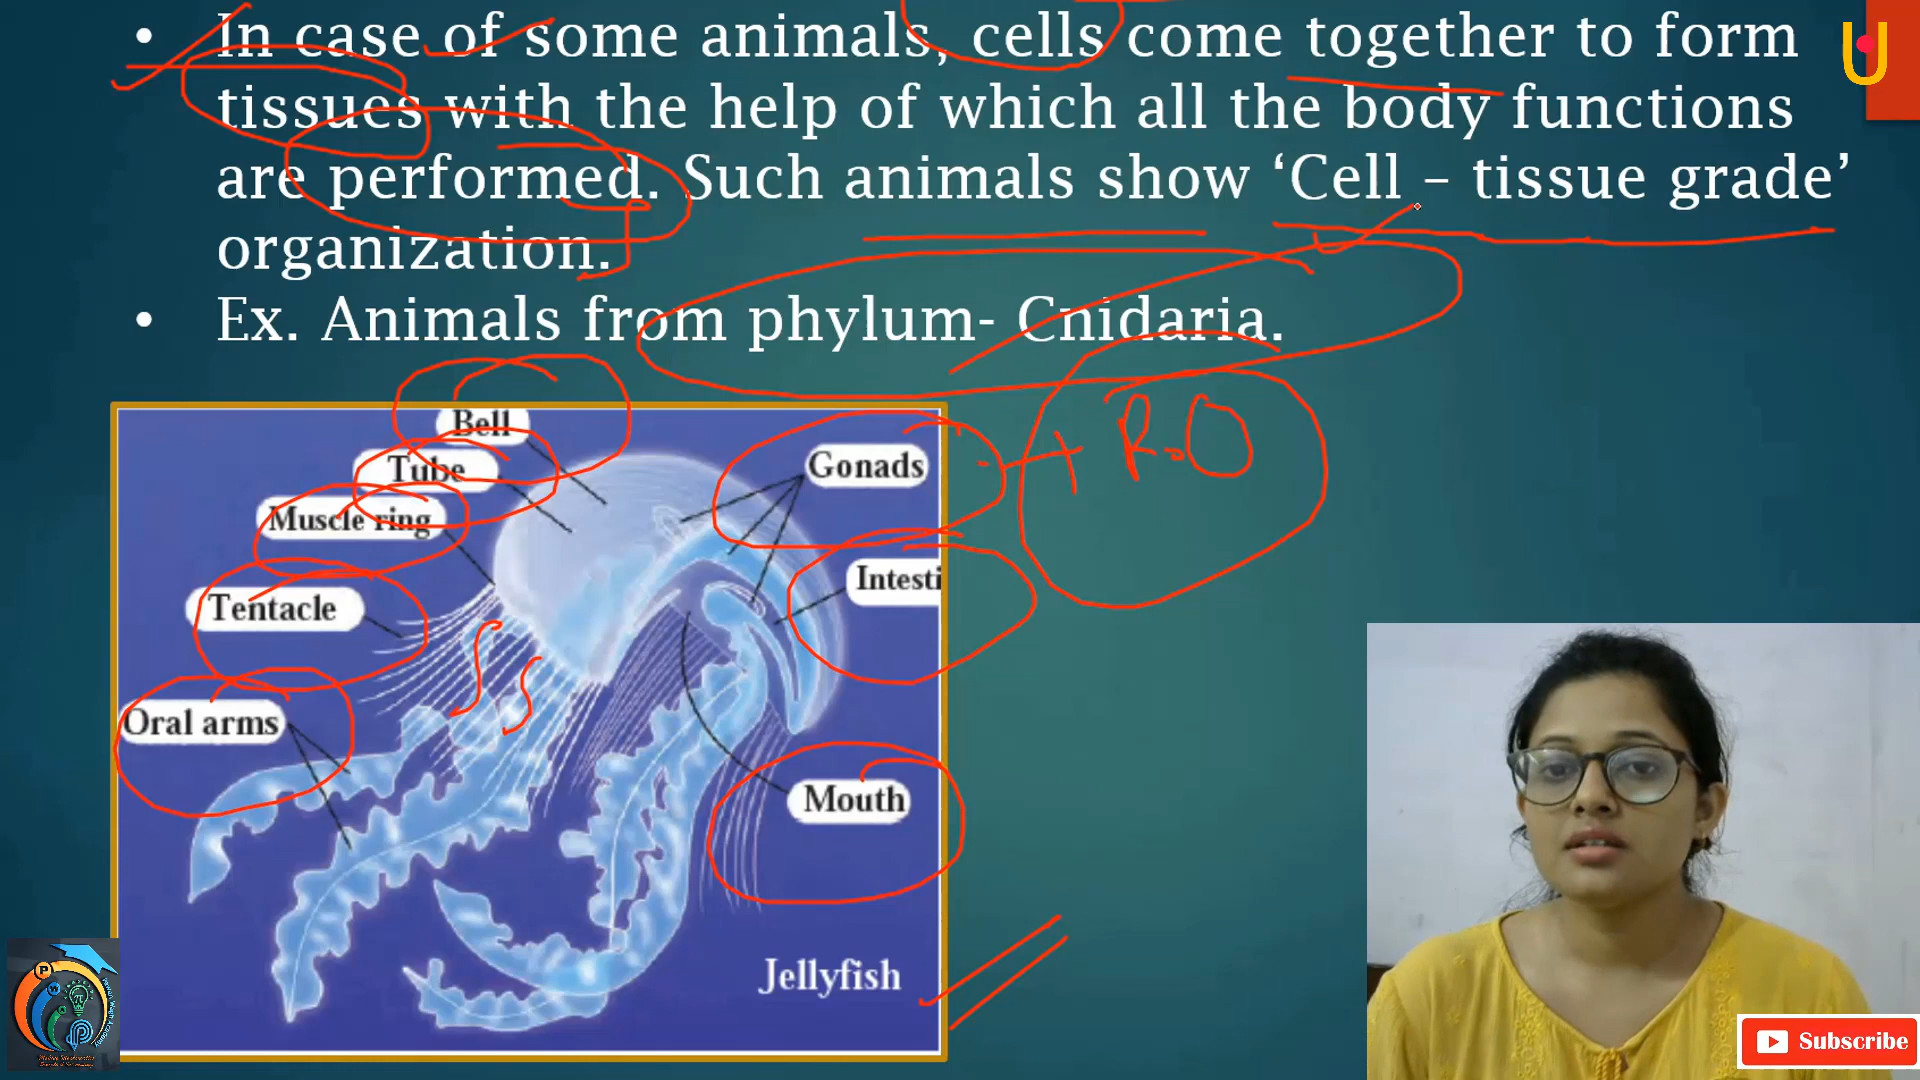 • In case of some animals, cells come together to form
tissues with the help of which all the body functions
are performed. Such animals show ‘Cell – tissue grade’
organization.
• Ex. Animals from phylum- Cnidaria.
+ R.O
Bell
Tube
Muscle ring
Tentacle
Oral arms
Gonads
Intesti
Mouth
Jellyfish
Subscribe